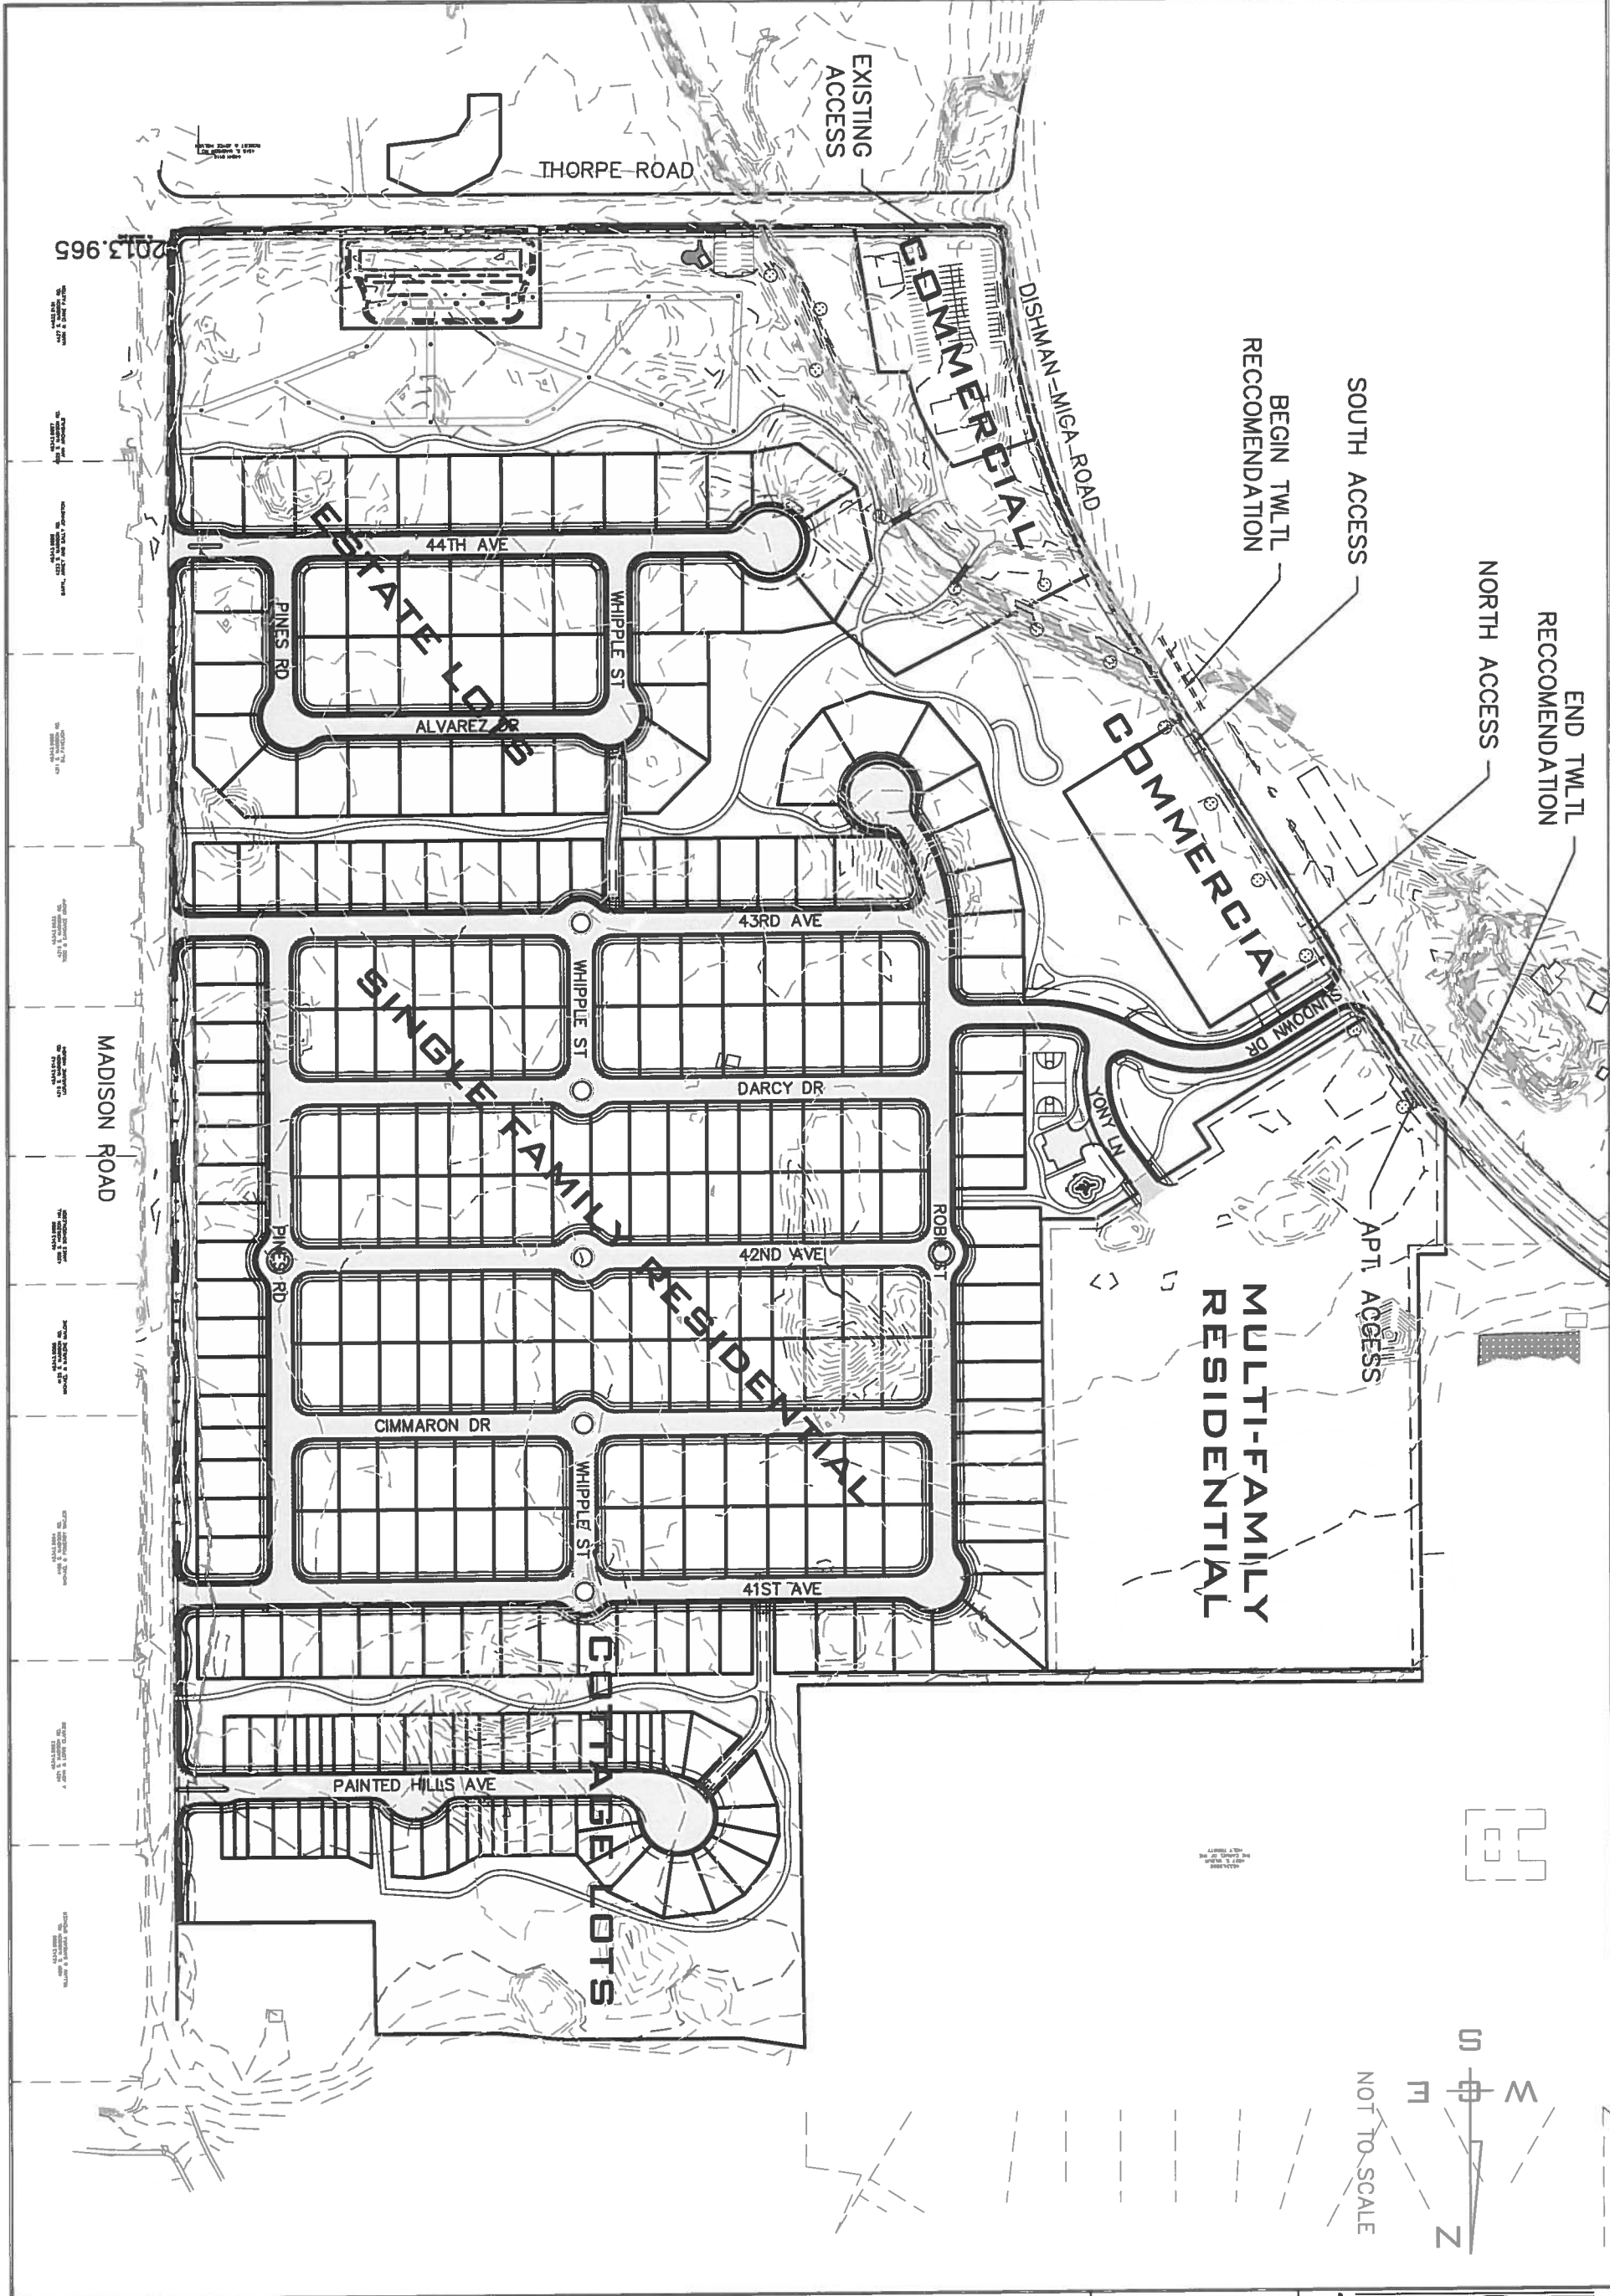 EXISTING
ACCESS
THORPE ROAD
2013.965
COMMERCIAL
DISHMAN-MICA ROAD
BEGIN TWLTL
RECCOMENDATION
SOUTH ACCESS
NORTH ACCESS
END TWLTL
RECCOMENDATION
ESTATE LOTS
44TH AVE
PINES RD
WHIPPLE ST
ALVAREZ DR
COMMERCIAL
43RD AVE
WHIPPLE ST
SUNDOWN DR
YONY LN
DARCY DR
SINGLE FAMILY RESIDENTIAL
MADISON ROAD
PINES RD
42ND AVE
ROBIE ST
APT. ACCESS
MULTI-FAMILY
RESIDENTIAL
CIMMARON DR
WHIPPLE ST
41ST AVE
COTTAGE LOTS
PAINTED HILLS AVE
S
W
E
N
NOT TO SCALE